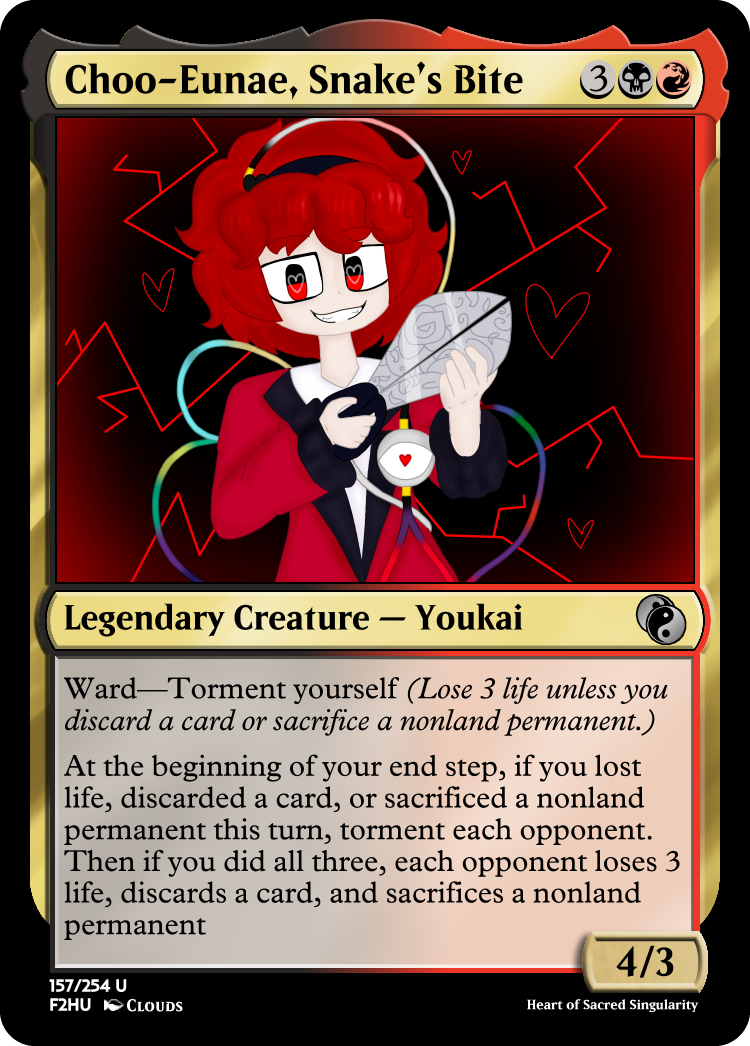 Choo-Eunae, Snake's Bite 3
Legendary Creature — Youkai
Ward—Torment yourself (Lose 3 life unless you
discard a card or sacrifice a nonland permanent.)
At the beginning of your end step, if you lost
life, discarded a card, or sacrificed a nonland
permanent this turn, torment each opponent.
Then if you did all three, each opponent loses 3
life, discards a card, and sacrifices a nonland
permanent
4/3
157/254 U
F2HU Clouds
Heart of Sacred Singularity